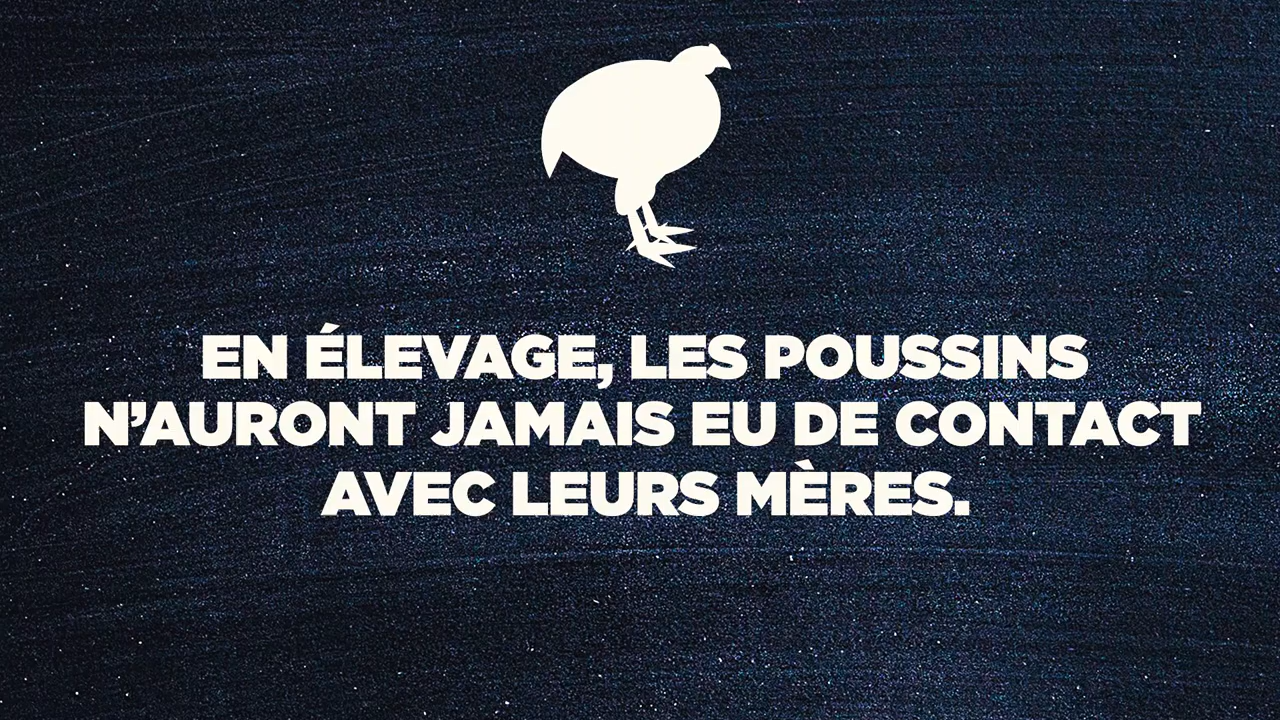 EN ÉLEVAGE, LES POUSSINS
N’AURONT JAMAIS EU DE CONTACT
AVEC LEURS MÈRES.